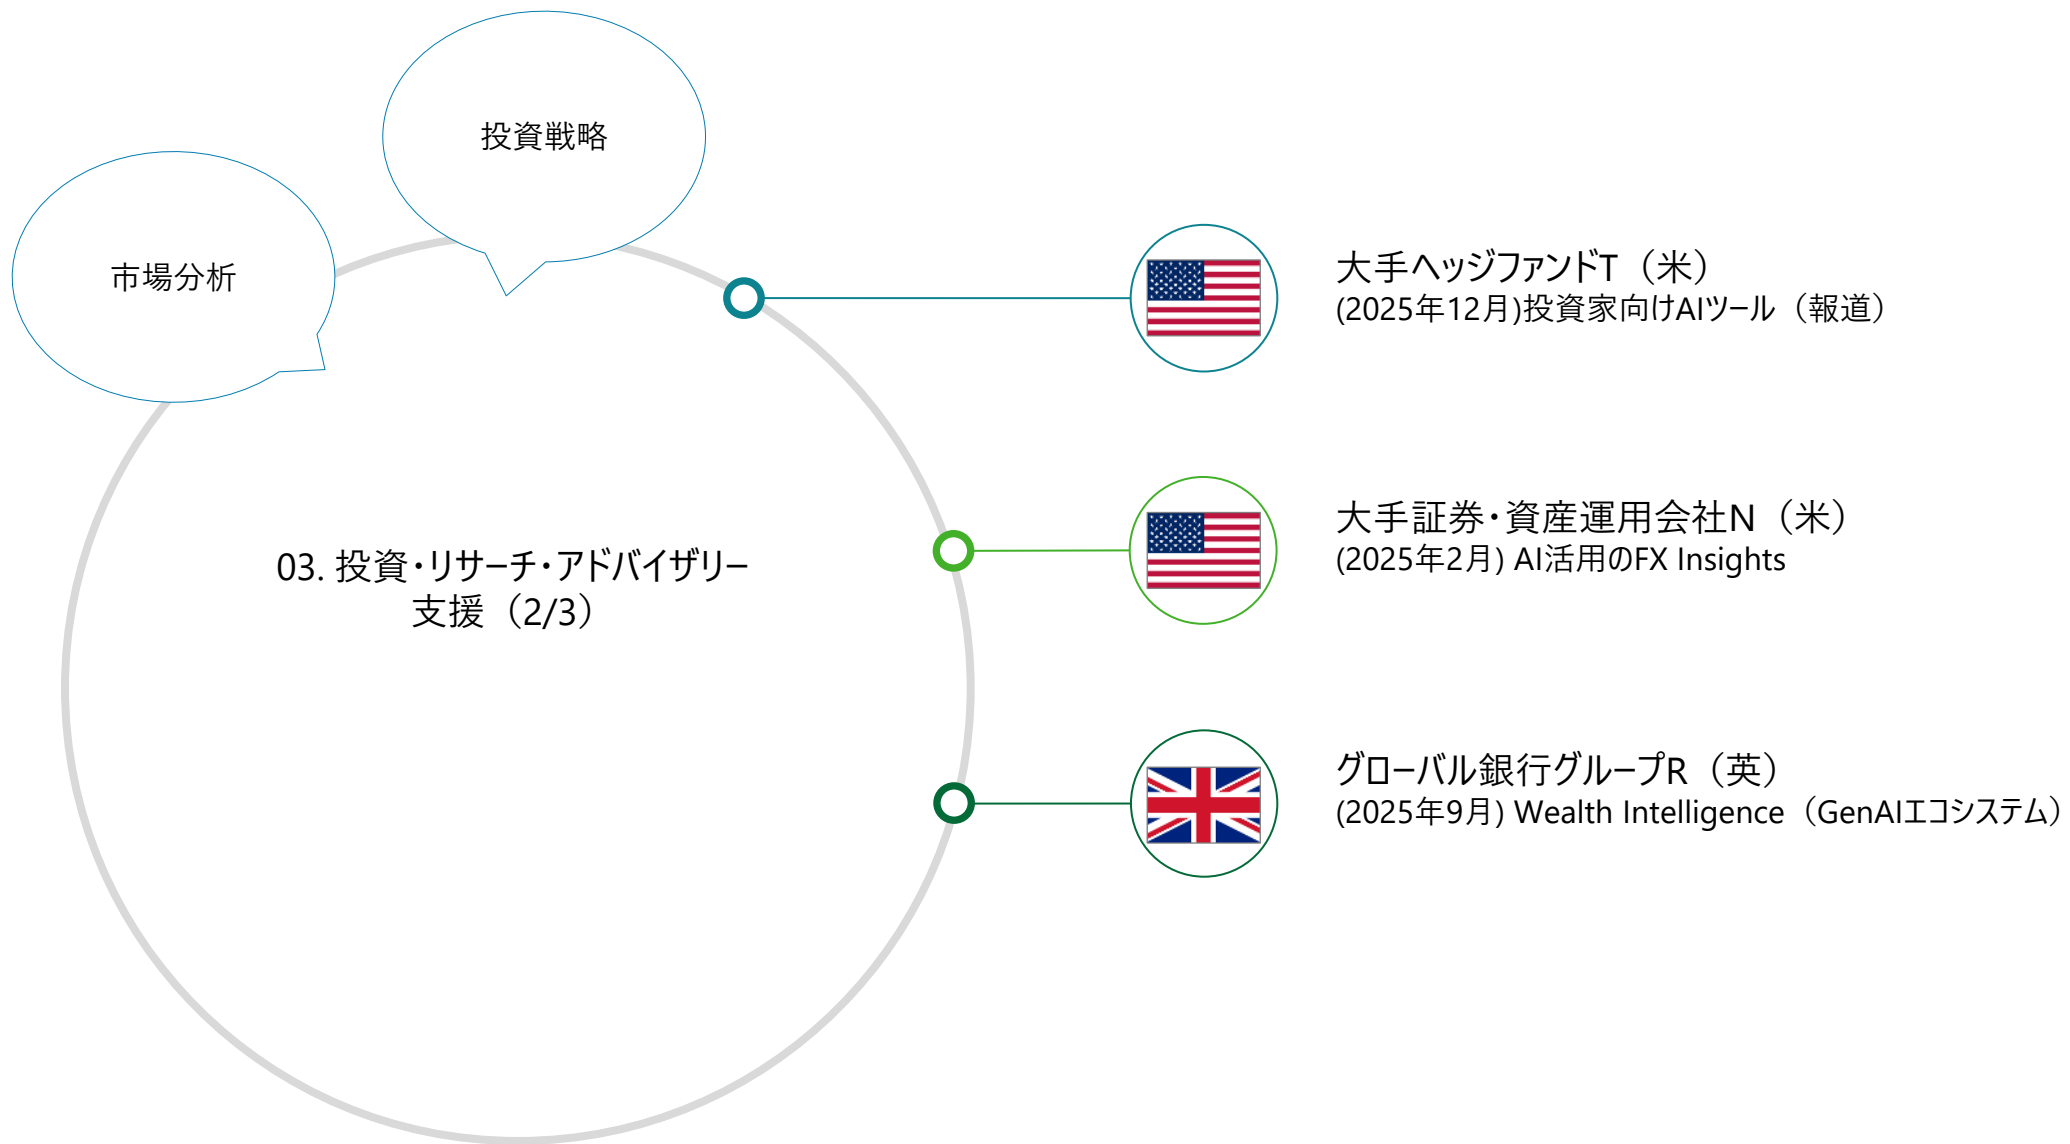 投資戦略
市場分析
03. 投資・リサーチ・アドバイザリー
支援（2/3）
大手ヘッジファンドT（米）
(2025年12月)投資家向けAIツール（報道）
大手証券・資産運用会社N（米）
(2025年2月) AI活用のFX Insights
グローバル銀行グループR（英）
(2025年9月) Wealth Intelligence（GenAIエコシステム）